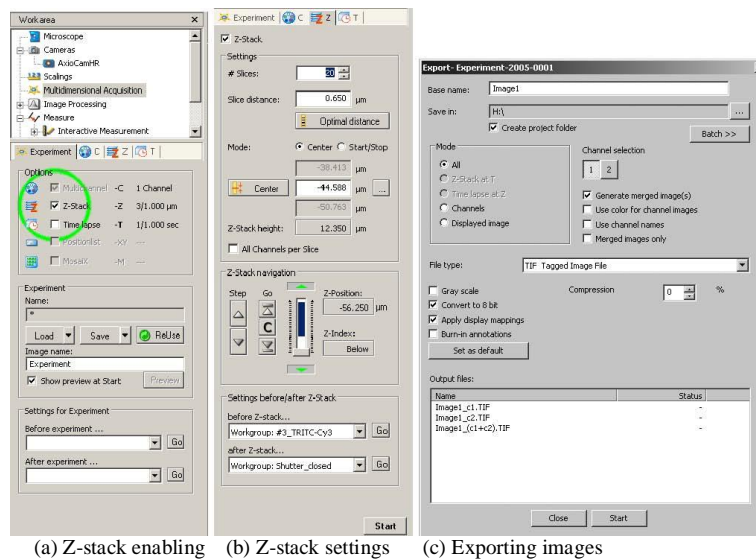 Workarea
Microscope
Cameras
AxioCamHR
Scalings
Multidimensional Acquisition
Image Processing
Measure
Interactive Measurement
Experiment C Z T
Options
Multichannel -C 1 Channel
Z-Stack -Z 3/1.000 µm
Time lapse -T 1/1.000 sec
Positionlist -XY ---
MosaiX -M ---
Experiment
Name:
*
Load Save ReUse
Image name:
Experiment
Show preview at Start Preview
Settings for Experiment
Before experiment ...
Go
After experiment ...
Go
(a) Z-stack enabling
Experiment C Z T
Z-Stack
Settings
# Slices: 20
Slice distance: 0.650 µm
Optimal distance
Mode: Center Start/Stop
-38.413 µm
Center -44.588 µm ...
-50.763 µm
Z-Stack height: 12.350 µm
All Channels per Slice
Z-Stack navigation
Step Go Z-Position:
-56.250 µm
C
Z-Index:
Below
Settings before/after Z-Stack
before Z-stack...
Workgroup: #3_TRITC-Cy3 Go
after Z-stack...
Workgroup: Shutter_closed Go
Start
(b) Z-stack settings
Export- Experiment-2005-0001
Base name: Image1
Save in: H:\ ...
Create project folder
Batch >>
Mode
All
Z-Stack at T
Time lapse at Z
Channels
Displayed image
Channel selection
1 2
Generate merged image(s)
Use color for channel images
Use channel names
Merged images only
File type: TIF Tagged Image File
Gray scale
Compression 0 %
Convert to 8 bit
Apply display mappings
Burn-in annotations
Set as default
Output files:
Name Status
Image1_c1.TIF -
Image1_c2.TIF -
Image1_(c1+c2).TIF -
Close Start
(c) Exporting images